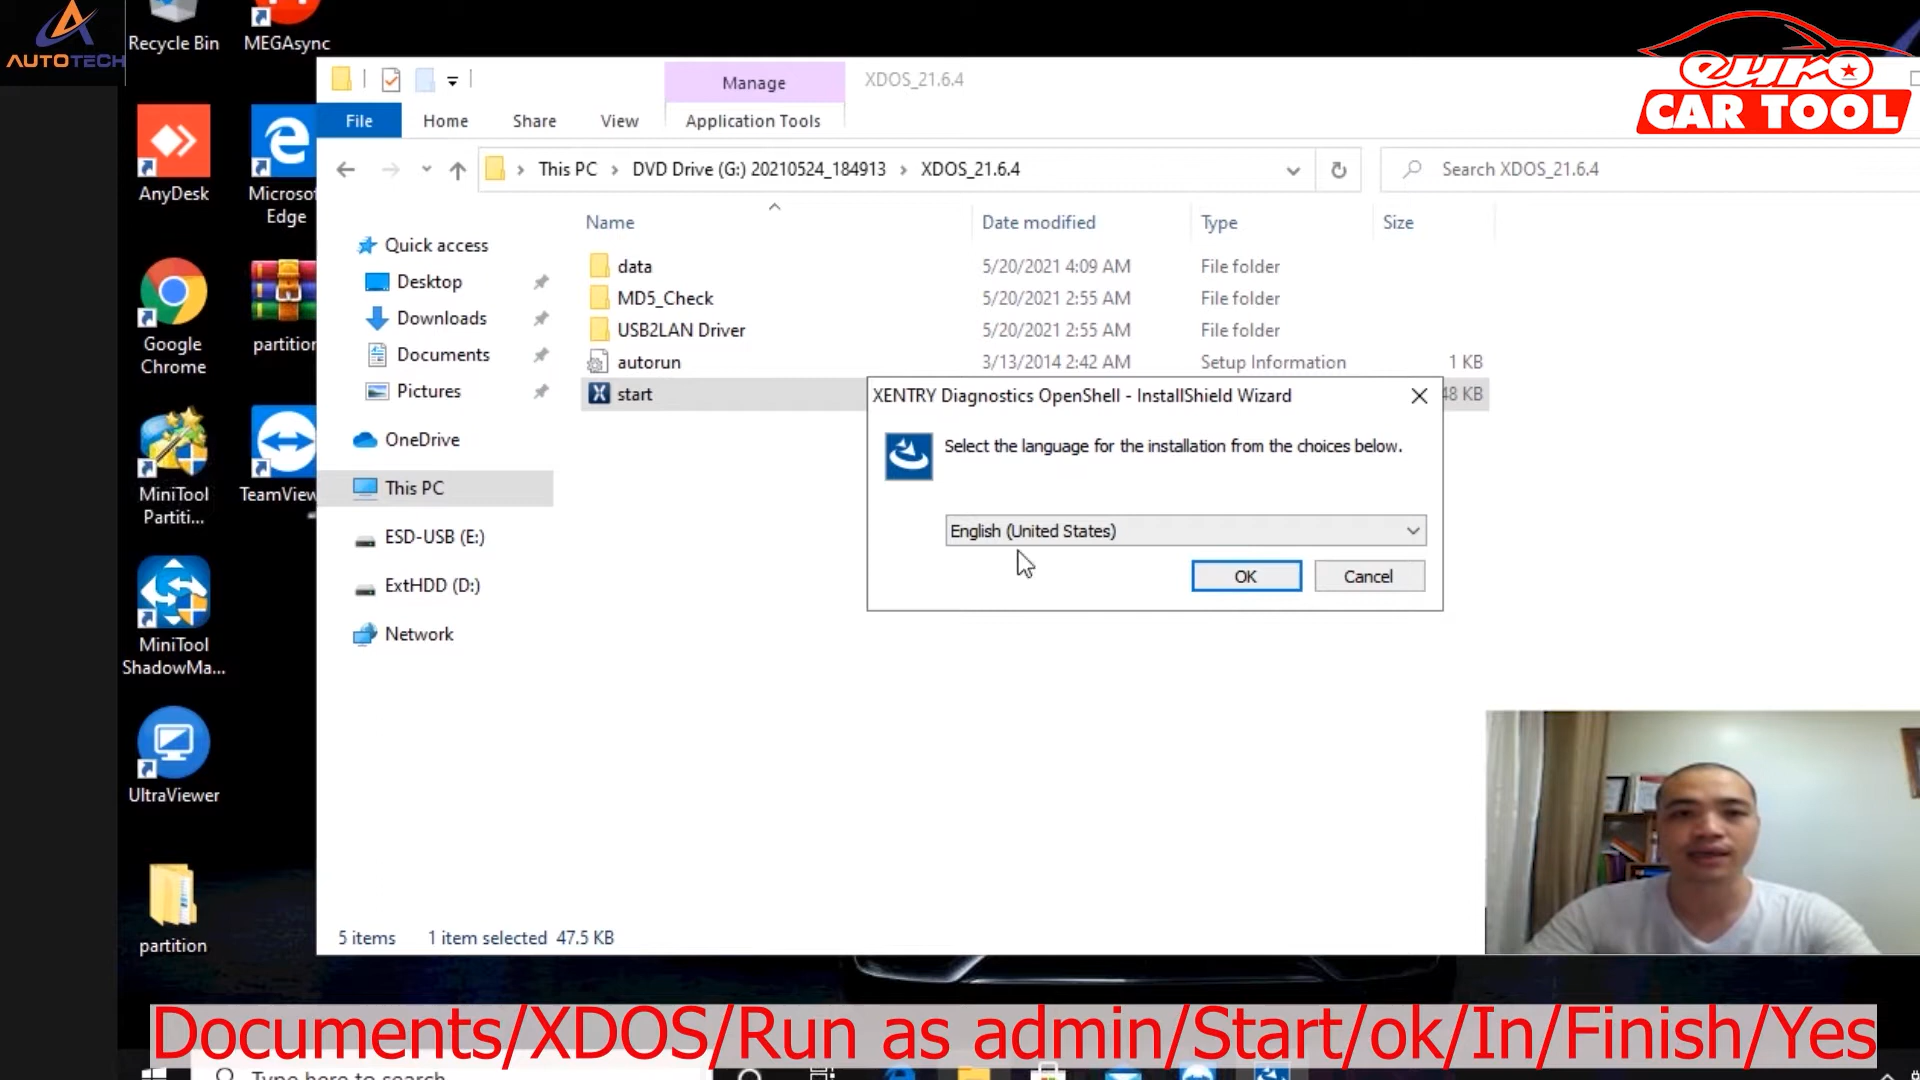 AUTOTECH
Recycle Bin
MEGAsync
euro
CAR TOOL
Manage
XDOS_21.6.4
File
Home
Share
View
Application Tools
This PC
DVD Drive (G:) 20210524_184913
XDOS_21.6.4
Search XDOS_21.6.4
AnyDesk
Microsof
Edge
Name
Date modified
Type
Size
Quick access
Desktop
Downloads
Documents
Pictures
OneDrive
This PC
ESD-USB (E:)
ExtHDD (D:)
Network
data
5/20/2021 4:09 AM
File folder
MD5_Check
5/20/2021 2:55 AM
File folder
USB2LAN Driver
5/20/2021 2:55 AM
File folder
autorun
3/13/2014 2:42 AM
Setup Information
1 KB
start
48 KB
XENTRY Diagnostics OpenShell - InstallShield Wizard
Select the language for the installation from the choices below.
English (United States)
OK
Cancel
Google
Chrome
partition
MiniTool
Partiti...
TeamView
MiniTool
ShadowMa...
UltraViewer
partition
5 items
1 item selected
47.5 KB
Documents/XDOS/Run as admin/Start/ok/In/Finish/Yes
Type here to search